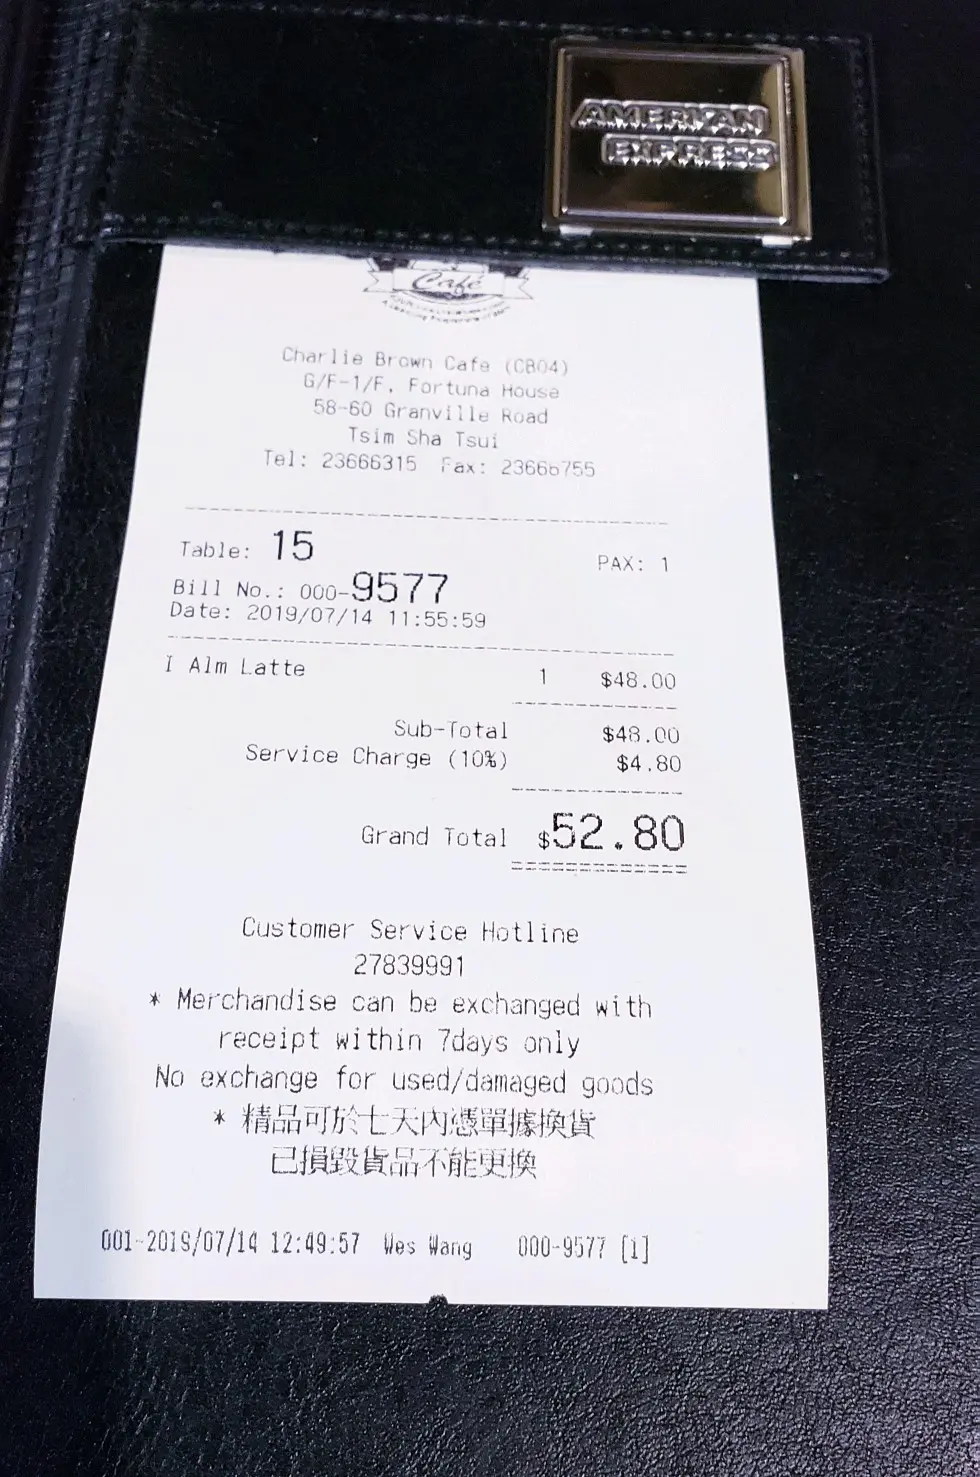 AMERICAN
EXPRESS
Café
Charlie Brown Cafe (CB04)
G/F-1/F, Fortuna House
58-60 Granville Road
Tsim Sha Tsui
Tel: 23666315 Fax: 23666755
Table: 15 PAX: 1
Bill No.: 000-9577
Date: 2019/07/14 11:55:59
I Alm Latte 1 $48.00
Sub-Total $48.00
Service Charge (10%) $4.80
Grand Total $52.80
Customer Service Hotline
27839991
* Merchandise can be exchanged with
receipt within 7days only
No exchange for used/damaged goods
* 精品可於七天內憑單據換貨
已損毀貨品不能更換
001-2019/07/14 12:49:57 Wes Wang 000-9577 [1]